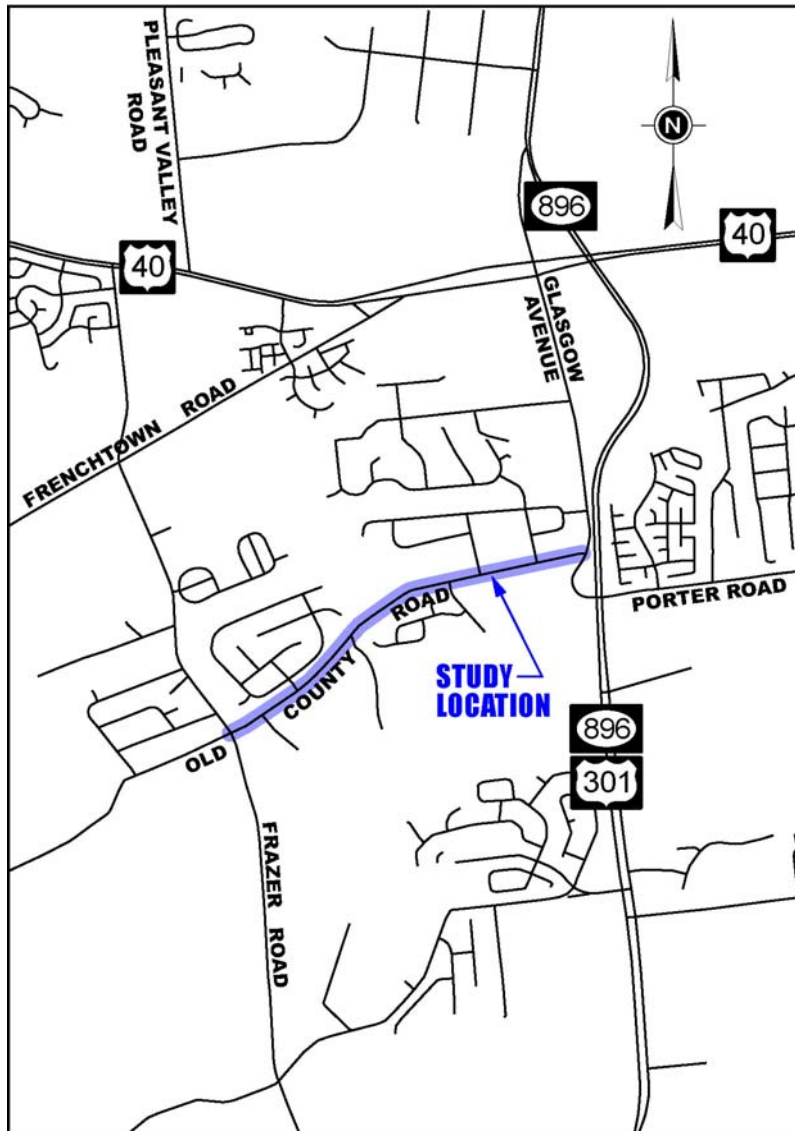 PLEASANT VALLEY
ROAD
N
896
40
40
GLASGOW
AVENUE
FRENCHTOWN ROAD
PORTER ROAD
OLD COUNTY ROAD
STUDY
LOCATION
896
301
FRAZER ROAD